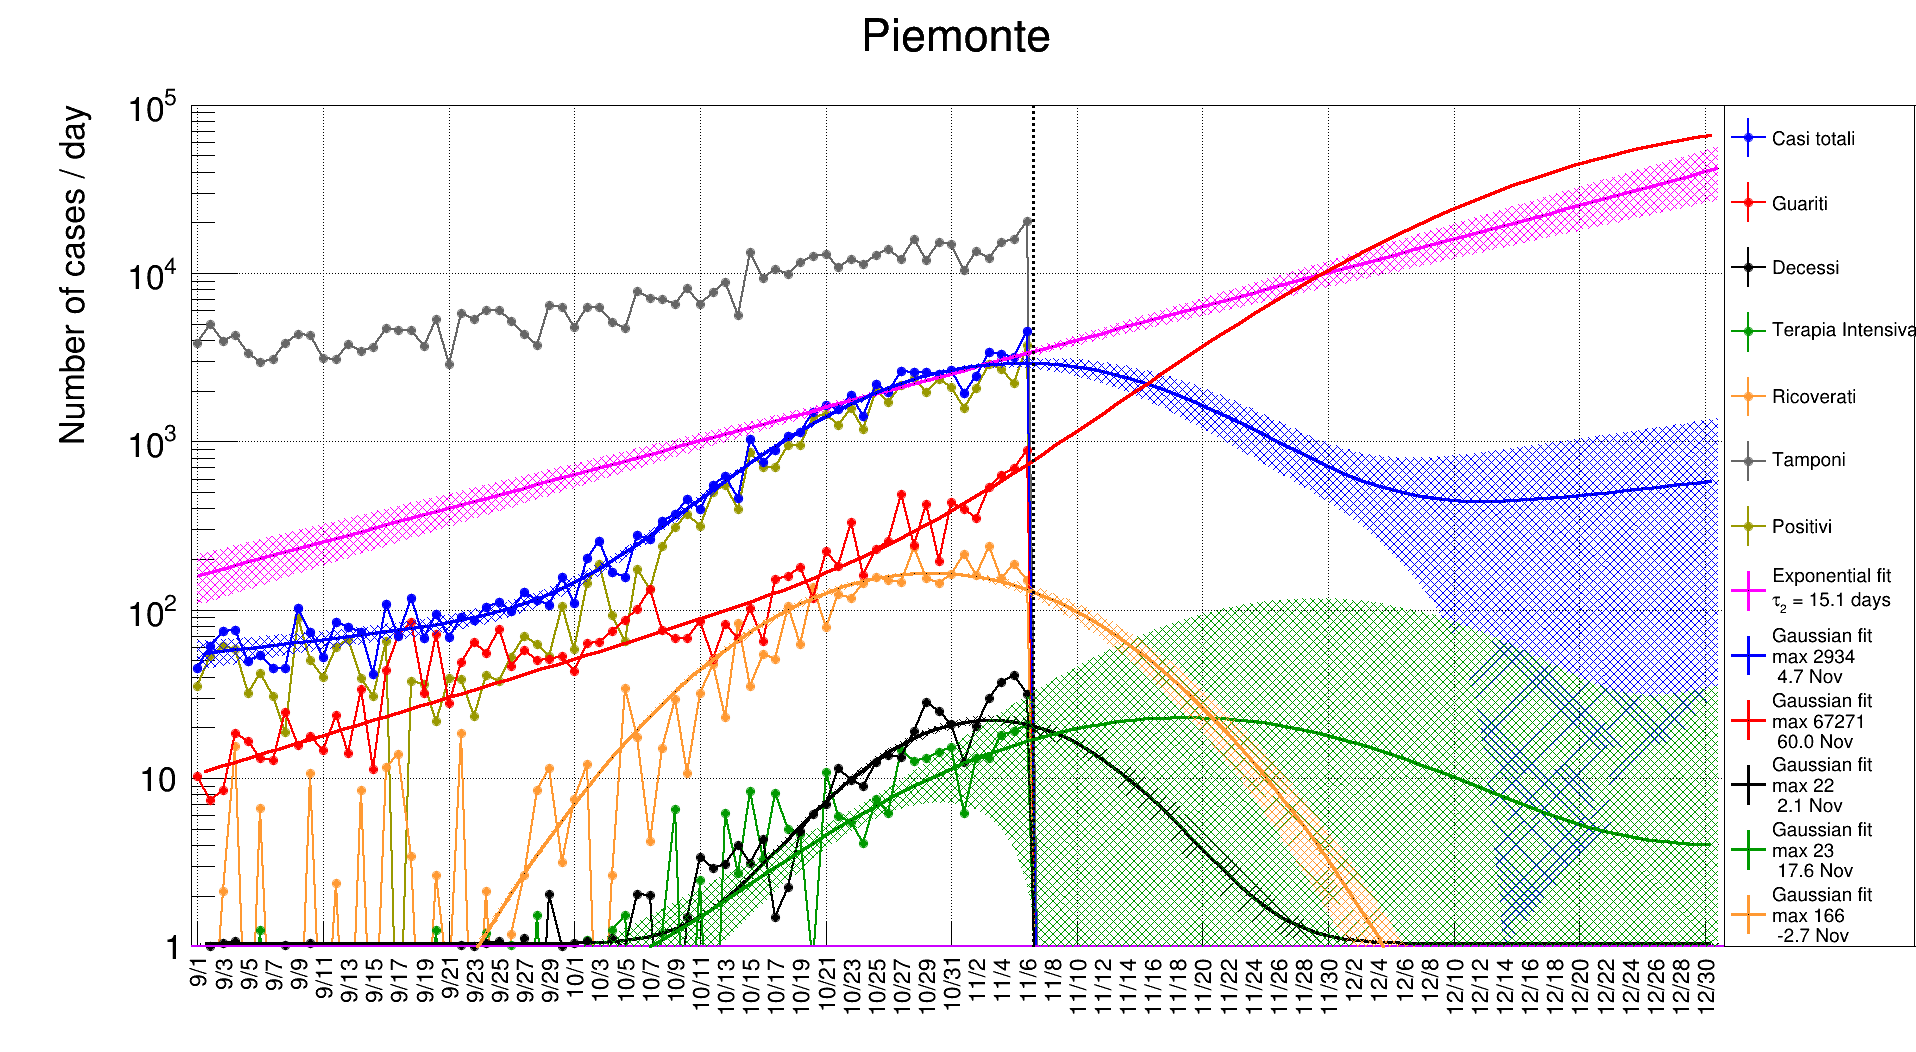 Piemonte
Number of cases / day
10^5
10^4
10^3
10^2
10
1
9/1
9/3
9/5
9/7
9/9
9/11
9/13
9/15
9/17
9/19
9/21
9/23
9/25
9/27
9/29
10/1
10/3
10/5
10/7
10/9
10/11
10/13
10/15
10/17
10/19
10/21
10/23
10/25
10/27
10/29
10/31
11/2
11/4
11/6
11/8
11/10
11/12
11/14
11/16
11/18
11/20
11/22
11/24
11/26
11/28
11/30
12/2
12/4
12/6
12/8
12/10
12/12
12/14
12/16
12/18
12/20
12/22
12/24
12/26
12/28
12/30
Casi totali
Guariti
Decessi
Terapia Intensiva
Ricoverati
Tamponi
Positivi
Exponential fit
τ2 = 15.1 days
Gaussian fit
max 2934
4.7 Nov
Gaussian fit
max 67271
60.0 Nov
Gaussian fit
max 22
2.1 Nov
Gaussian fit
max 23
17.6 Nov
Gaussian fit
max 166
-2.7 Nov